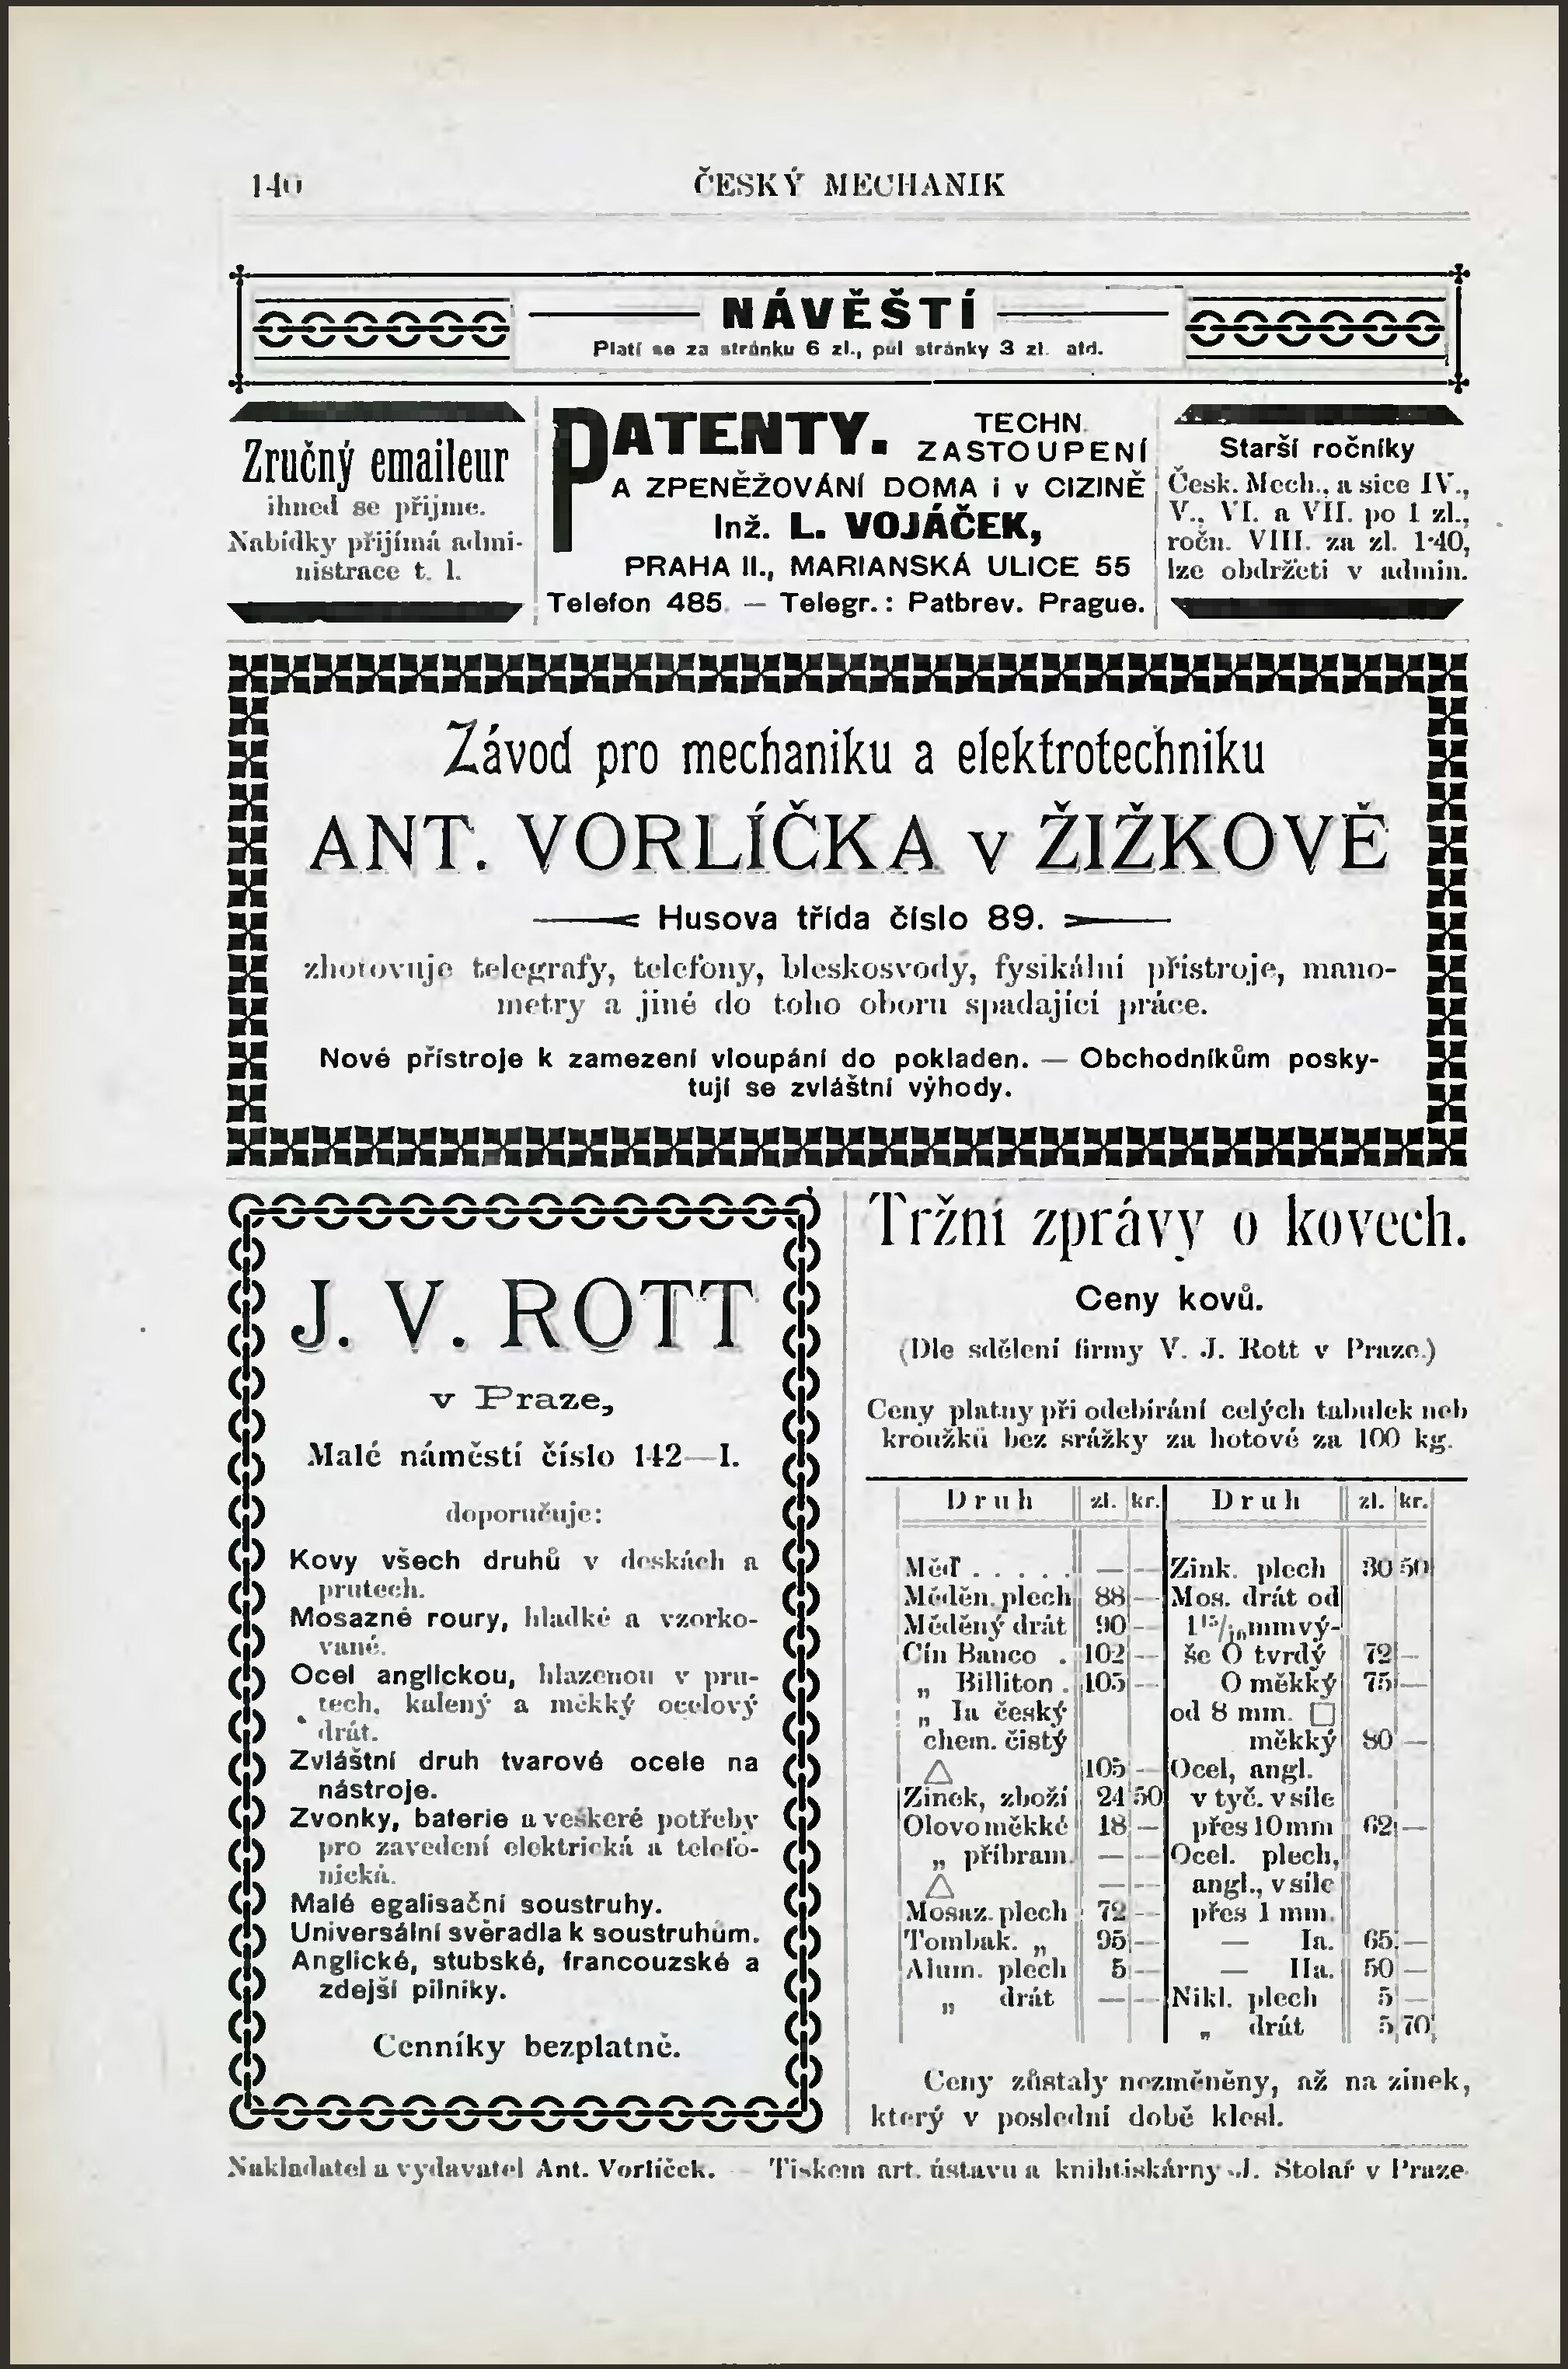 140 ČESKÝ MECHANIK
NÁVĚŠTÍ
Platí se za stránku 6 zl., půl stránky 3 zl. atd.
Zručný emaileur
ihned se přijme.
Nabídky přijímá admi-
nistrace t. l.
PATENTY. TECHN.
ZASTOUPENÍ
A ZPENĚŽOVÁNÍ DOMA i v CIZINĚ
Inž. L. VOJÁČEK,
PRAHA II., MARIANSKÁ ULICE 55
Telefon 485. — Telegr.: Patbrev. Prague.
Starší ročníky
Česk. Mech., a sice IV.,
V., VI. a VII. po 1 zl.,
ročn. VIII. za zl. 1·40,
lze obdržeti v admin.
Závod pro mechaniku a elektrotechniku
ANT. VORLÍČKA v ŽIŽKOVĚ
Husova třída číslo 89.
zhotovuje telegrafy, telefony, bleskosvody, fysikální přístroje, mano-
metry a jiné do toho oboru spadající práce.
Nové přístroje k zamezení vloupání do pokladen. — Obchodníkům posky-
tují se zvláštní výhody.
J. V. ROTT
v Praze,
Malé náměstí číslo 142—I.
doporučuje:
Kovy všech druhů v deskách a
prutech.
Mosazné roury, hladké a vzorko-
vané.
Ocel anglickou, hlazenou v pru-
tech, kalený a měkký ocelový
drát.
Zvláštní druh tvarové ocele na
nástroje.
Zvonky, baterie a veškeré potřeby
pro zavedení elektrická a telefo-
nická.
Malé egalisační soustruhy.
Universální svěradla k soustruhům.
Anglické, stubské, francouzské a
zdejší pilníky.
Cenníky bezplatně.
Tržní zprávy o kovech.
Ceny kovů.
(Dle sdělení firmy V. J. Rott v Praze.)
Ceny platny při odebírání celých tabulek neb
kroužků bez srážky za hotové za 100 kg.
Druh zl. kr. Druh zl. kr.
Měď . . . . . — — Zink. plech 30 50
Měděn. plech 88 — Mos. drát od
Měděný drát 90 — 1¹⁵/₁₆ mm vý-
Cín Banco . 102 — še O tvrdý 72 —
„ Billiton . 105 — O měkký 75 —
„ Ia český od 8 mm. □
chem. čistý měkký 80 —
△ 105 — Ocel, angl.
Zinek, zboží 24 50 v tyč. v síle
Olovo měkké 18 — přes 10 mm 62 —
„ příbram. — — Ocel. plech,
△ — — angl., v síle
Mosaz. plech 72 — přes 1 mm.
Tombak. „ 95 — — Ia. 65 —
Alum. plech 5 — — IIa. 50 —
„ drát — — Nikl. plech 5 —
„ drát 5 70
Ceny zůstaly nezměněny, až na zinek,
který v poslední době klesl.
Nakladatel a vydavatel Ant. Vorlíček. — Tiskem art. ústavu a knihtiskárny J. Stolař v Praze